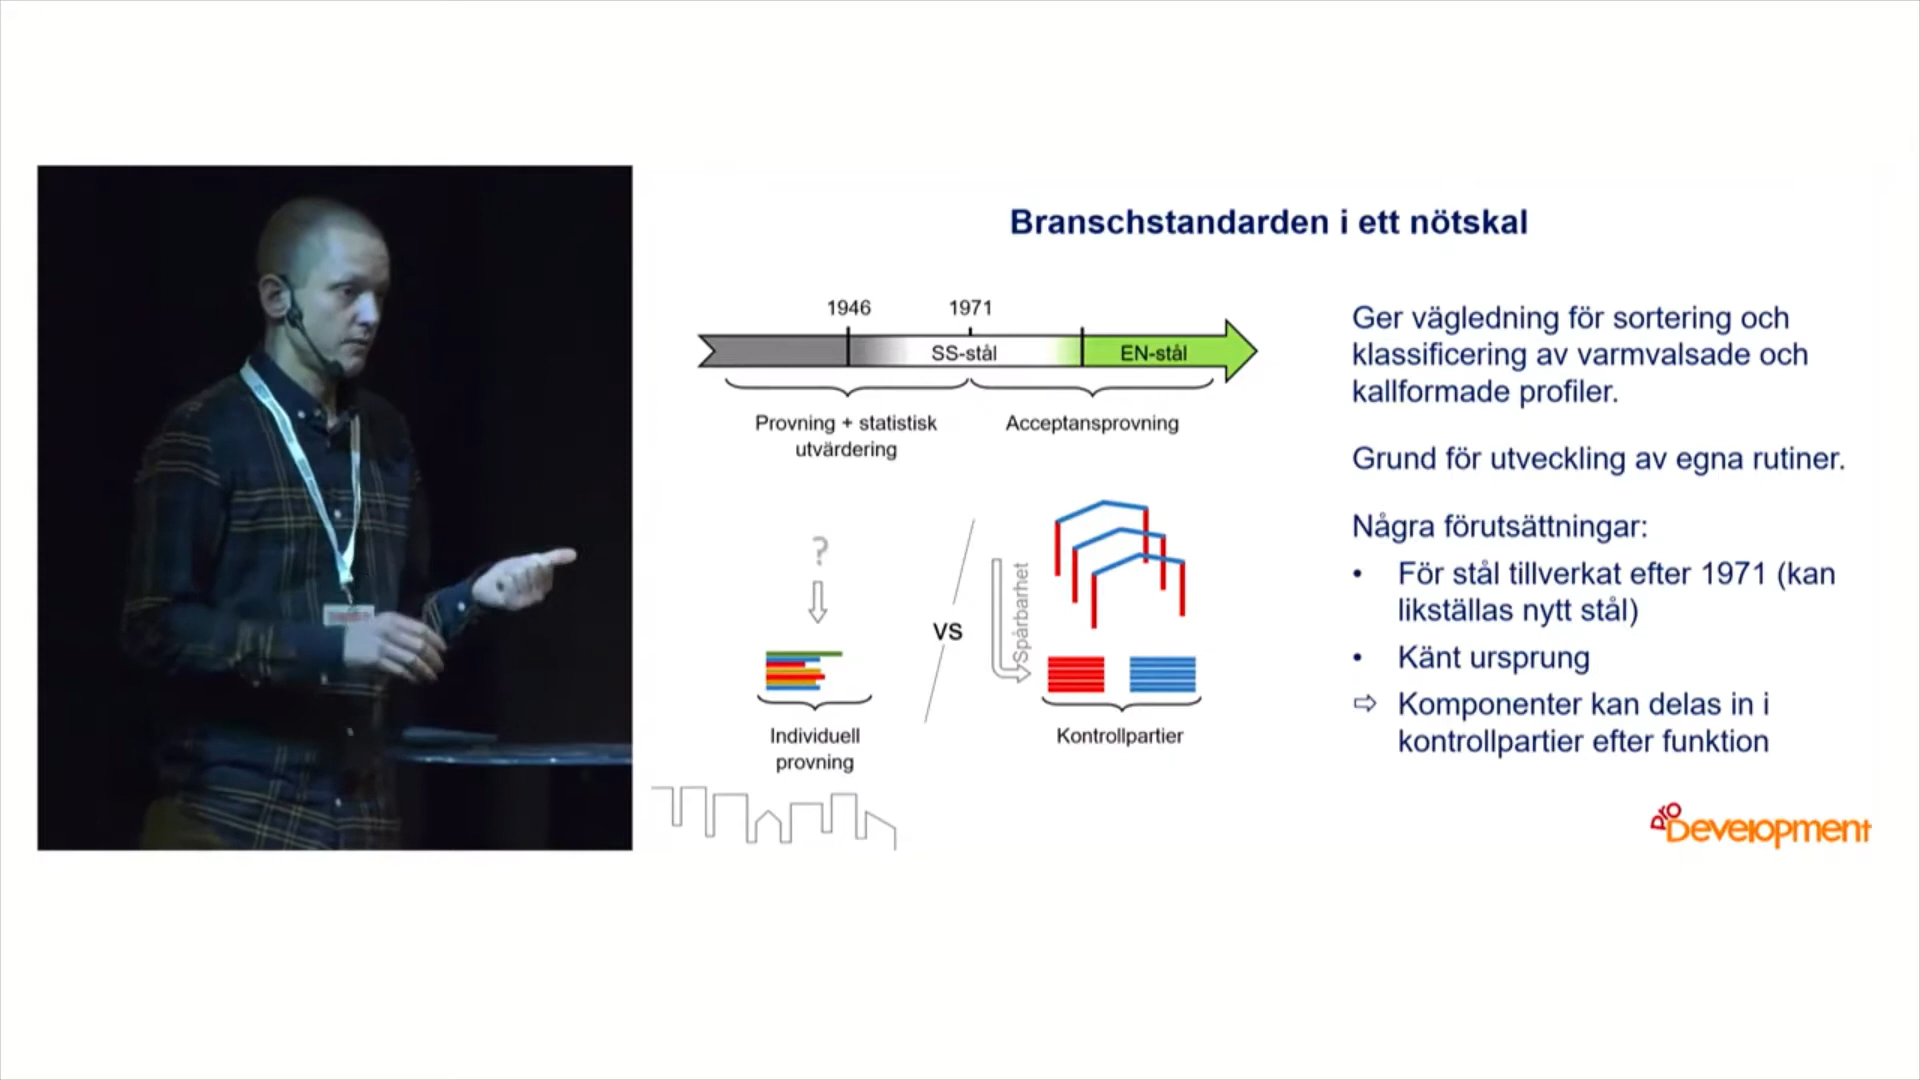 Branschstandarden i ett nötskal
1946
1971
SS-stål
EN-stål
Provning + statistisk
utvärdering
Acceptansprovning
?
vs
Spårbarhet
Individuell
provning
Kontrollpartier
Ger vägledning för sortering och
klassificering av varmvalsade och
kallformade profiler.
Grund för utveckling av egna rutiner.
Några förutsättningar:
• För stål tillverkat efter 1971 (kan
likställas nytt stål)
• Känt ursprung
⇨ Komponenter kan delas in i
kontrollpartier efter funktion
pro
Development